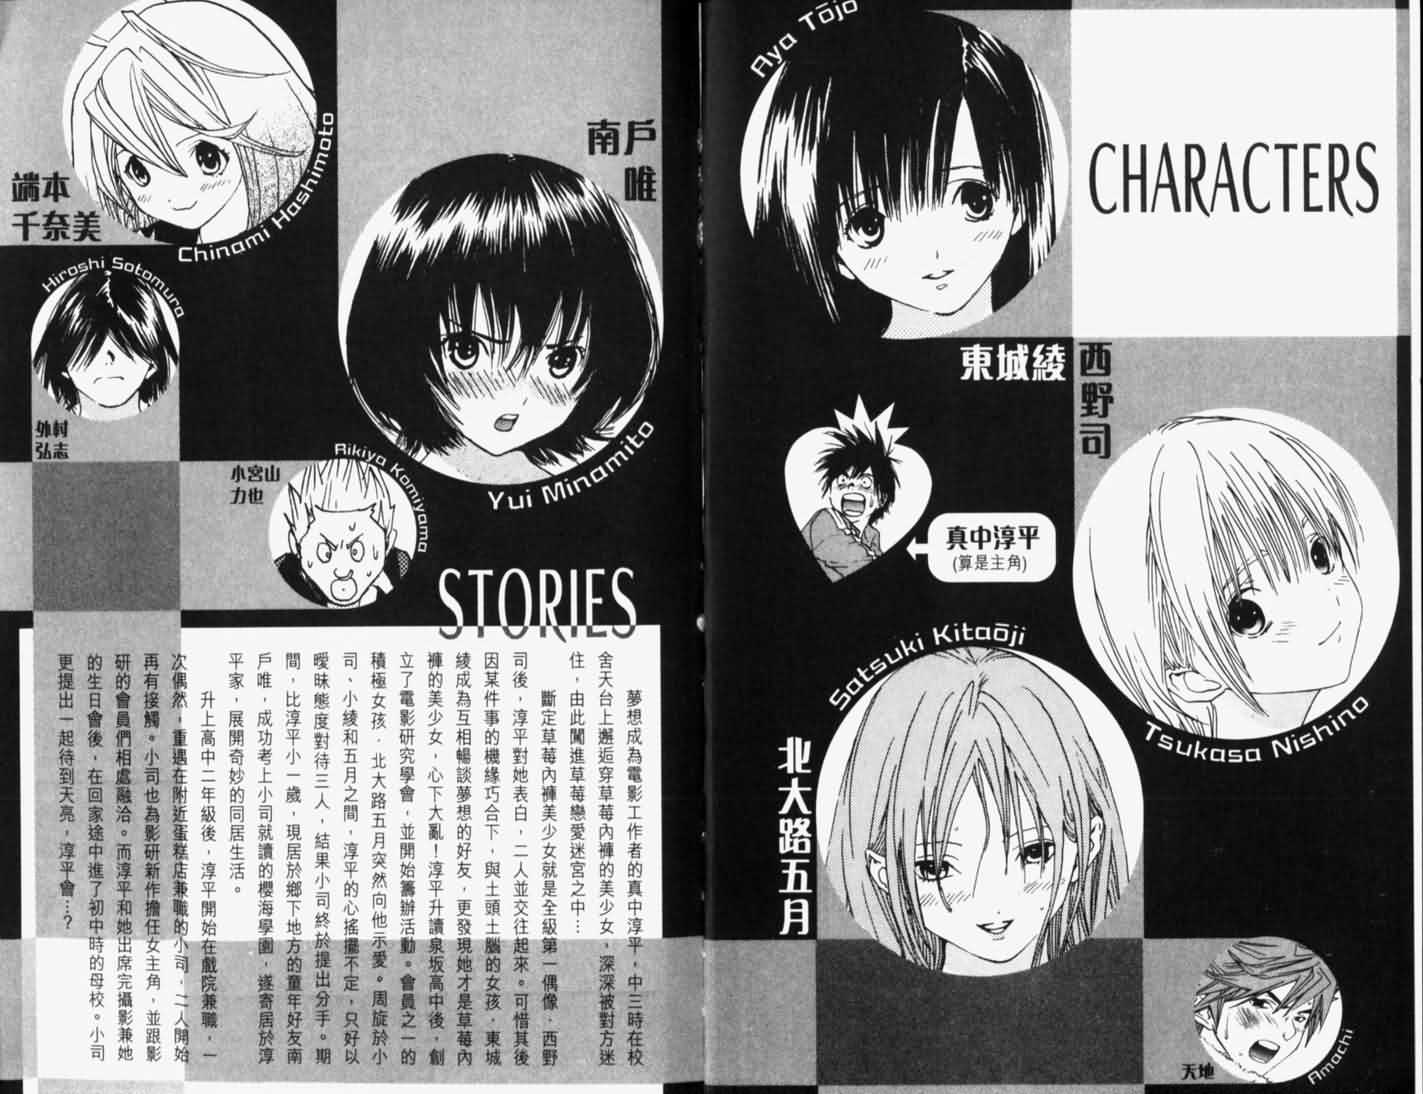 CHARACTERS
Aya Tōjo
東城綾
西野司
Tsukasa Nishino
真中淳平
(算是主角)
Satsuki Kitaōji
北大路五月
天地
Amachi
南戶
唯
Yui Minamito
端本
千奈美
Chinami Hashimoto
Hiroshi Sotomura
外村
弘志
小宮山
力也
Rikiya Komiyama
STORIES
夢想成為電影工作者的真中淳平，中三時在校
舍天台上邂逅穿草莓內褲的美少女，深深被對方迷
住，由此闖進草莓戀愛迷宮之中…
斷定草莓內褲美少女就是全級第一偶像．西野
司後，淳平對她表白，二人並交往起來。可惜其後
因某件事的機緣巧合下，與土頭土腦的女孩．東城
綾成為互相暢談夢想的好友，更發現她才是草莓內
褲的美少女，心下大亂！淳平升讀泉坂高中後，創
立了電影研究學會，並開始籌辦活動。會員之一的
積極女孩．北大路五月突然向他示愛。周旋於小
司、小綾和五月之間，淳平的心搖擺不定，只好以
曖昧態度對待三人，結果小司終於提出分手。期
間，比淳平小一歲，現居於鄉下地方的童年好友南
戶唯，成功考上小司就讀的櫻海學園，遂寄居於淳
平家，展開奇妙的同居生活。
升上高中二年級後，淳平開始在戲院兼職，一
次偶然，重遇在附近蛋糕店兼職的小司，二人開始
再有接觸。小司也為影研新作擔任女主角，並跟影
研的會員們相處融洽。而淳平和她出席完攝影兼她
的生日會後，在回家途中進了初中時的母校。小司
更提出一起待到天亮，淳平會…？